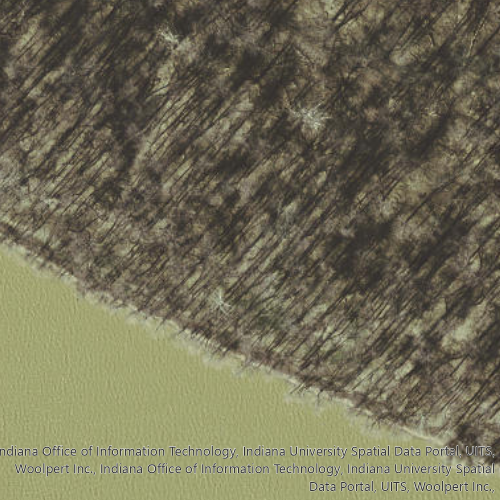 ndiana Office of Information Technology, Indiana University Spatial Data Portal, UITS,
Woolpert Inc., Indiana Office of Information Technology, Indiana University Spatial
Data Portal, UITS, Woolpert Inc,